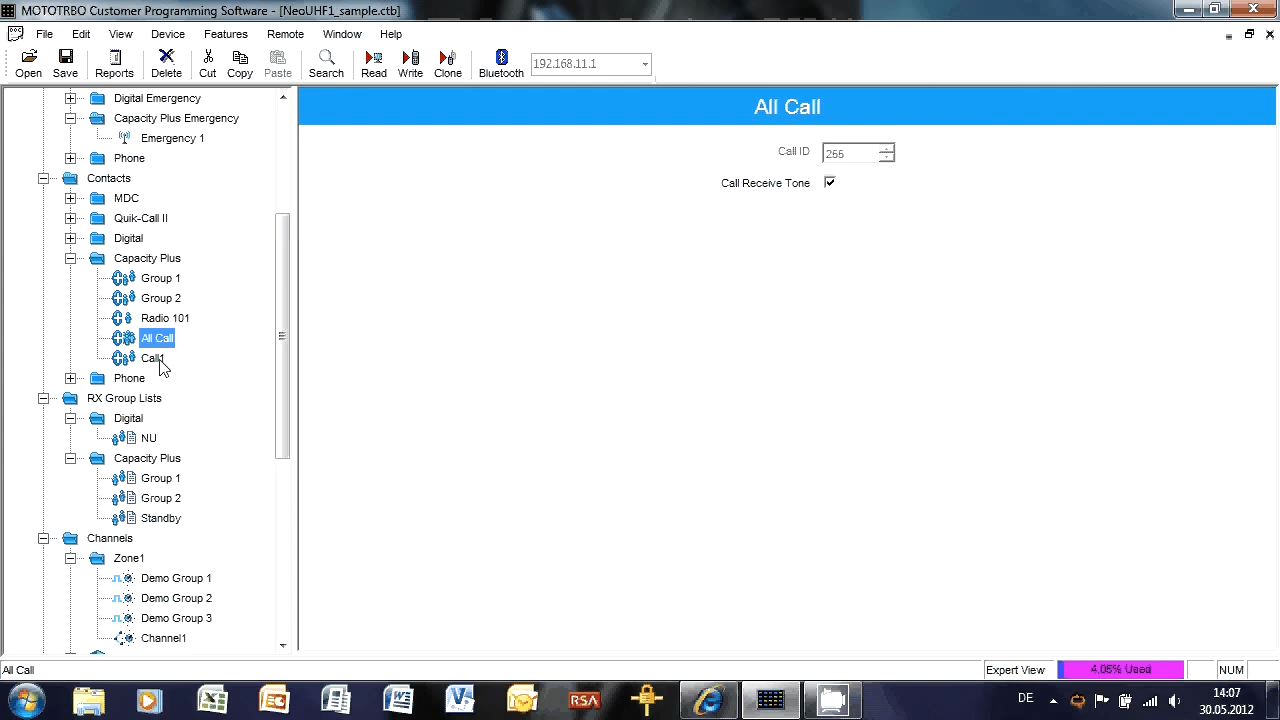 MOTOTRBO Customer Programming Software - [NeoUHF1_sample.ctb]
File Edit View Device Features Remote Window Help
Open Save Reports Delete Cut Copy Paste Search Read Write Clone Bluetooth 192.168.11.1
Digital Emergency
Capacity Plus Emergency
Emergency 1
Phone
Contacts
MDC
Quik-Call II
Digital
Capacity Plus
Group 1
Group 2
Radio 101
All Call
Call1
Phone
RX Group Lists
Digital
NU
Capacity Plus
Group 1
Group 2
Standby
Channels
Zone1
Demo Group 1
Demo Group 2
Demo Group 3
Channel1
All Call
Call ID 255
Call Receive Tone
All Call Expert View 4.05% Used NUM
RSA
DE
14:07
30.05.2012